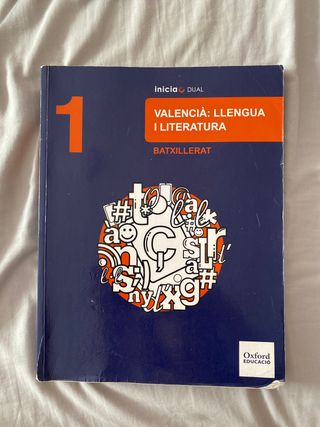 inicia DUAL
1
VALENCIÀ: LLENGUA
I LITERATURA
BATXILLERAT
Oxford
EDUCACIÓ